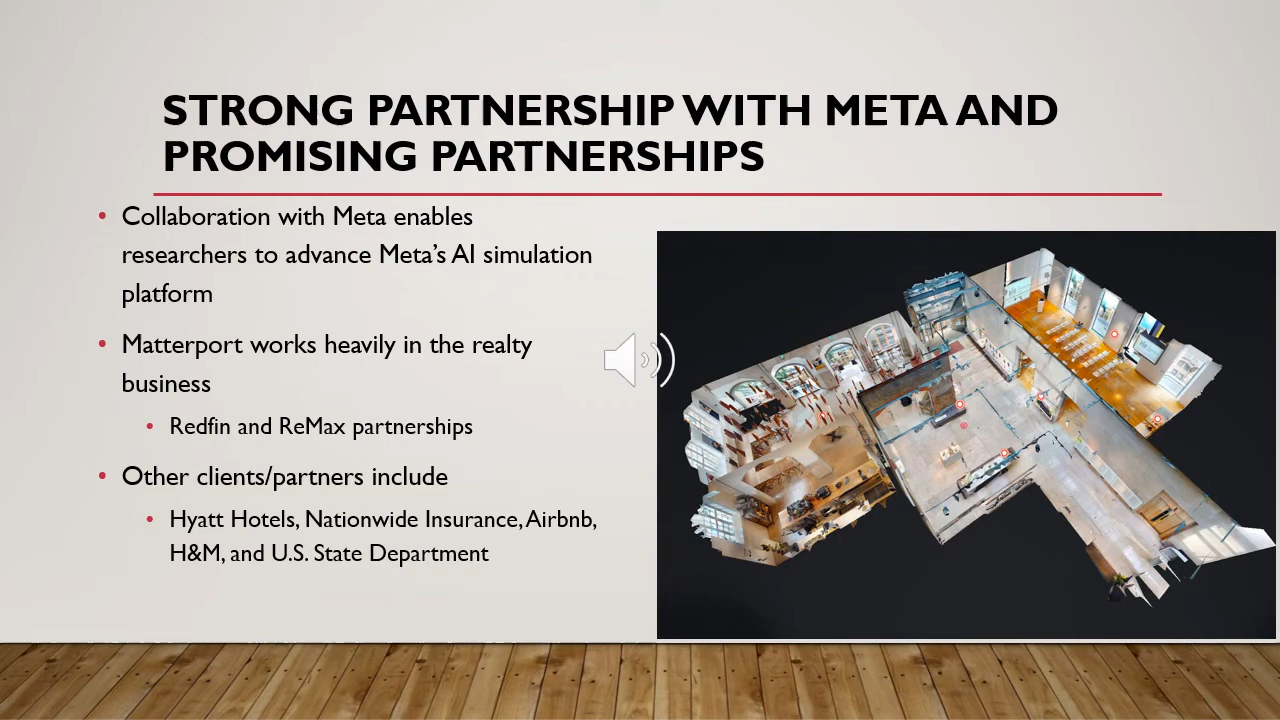 STRONG PARTNERSHIP WITH META AND
PROMISING PARTNERSHIPS
• Collaboration with Meta enables
researchers to advance Meta’s AI simulation
platform
• Matterport works heavily in the realty
business
• Redfin and ReMax partnerships
• Other clients/partners include
• Hyatt Hotels, Nationwide Insurance, Airbnb,
H&M, and U.S. State Department